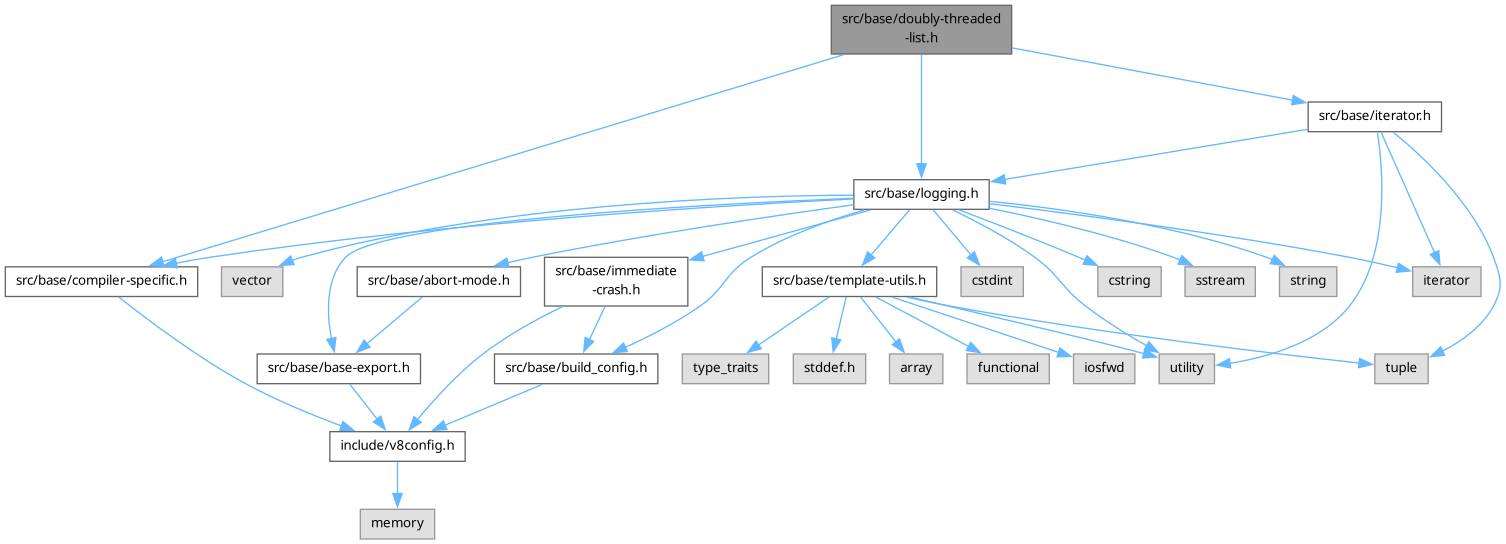 src/base/doubly-threaded
-list.h
src/base/iterator.h
src/base/logging.h
src/base/compiler-specific.h
vector
src/base/abort-mode.h
src/base/immediate
-crash.h
src/base/template-utils.h
cstdint
cstring
sstream
string
iterator
src/base/base-export.h
src/base/build_config.h
type_traits
stddef.h
array
functional
iosfwd
utility
tuple
include/v8config.h
memory